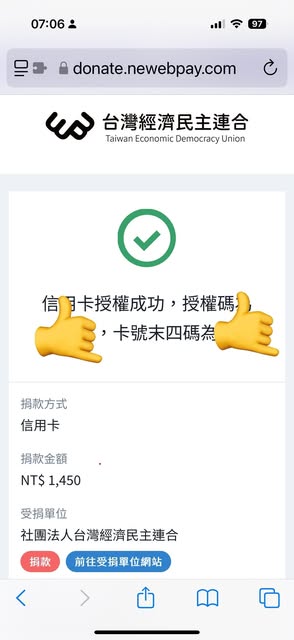 07:06
97
donate.newebpay.com
台灣經濟民主連合
Taiwan Economic Democracy Union
信用卡授權成功，授權碼為
，卡號末四碼為
捐款方式
信用卡
捐款金額
NT$ 1,450
受捐單位
社團法人台灣經濟民主連合
捐款
前往受捐單位網站